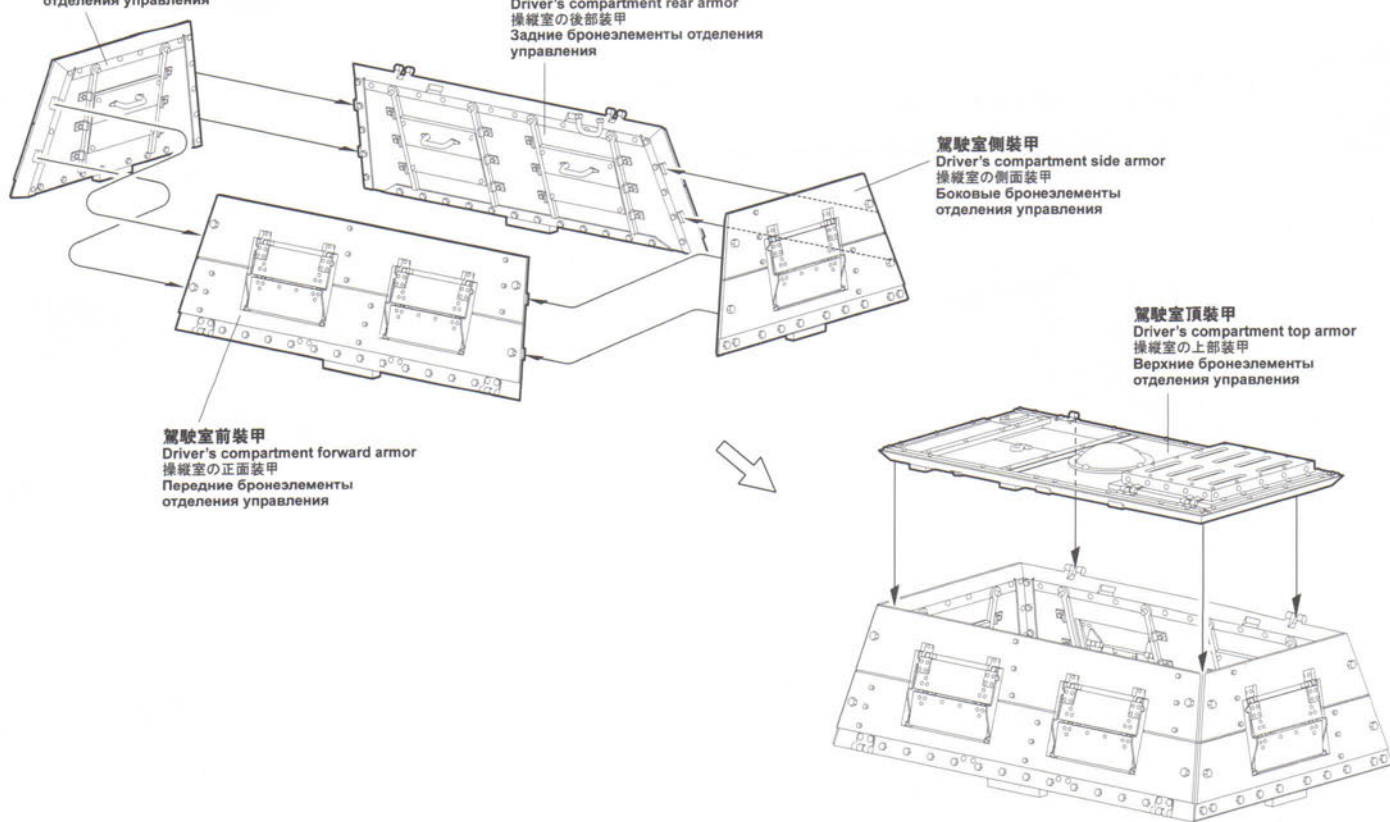 отделения управления
Driver's compartment rear armor
操縦室の後部装甲
Задние бронеэлементы отделения
управления
駕駛室側裝甲
Driver's compartment side armor
操縦室の側面装甲
Боковые бронеэлементы
отделения управления
駕駛室頂裝甲
Driver's compartment top armor
操縦室の上部装甲
Верхние бронеэлементы
отделения управления
駕駛室前裝甲
Driver's compartment forward armor
操縦室の正面装甲
Передние бронеэлементы
отделения управления